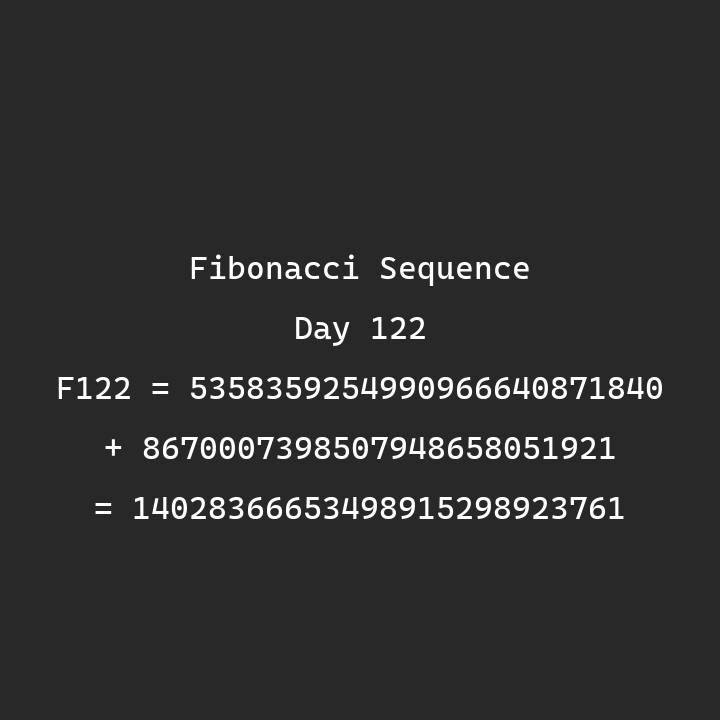 Fibonacci Sequence
Day 122
F122 = 5358359254990966640871840
+ 8670007398507948658051921
= 14028366653498915298923761